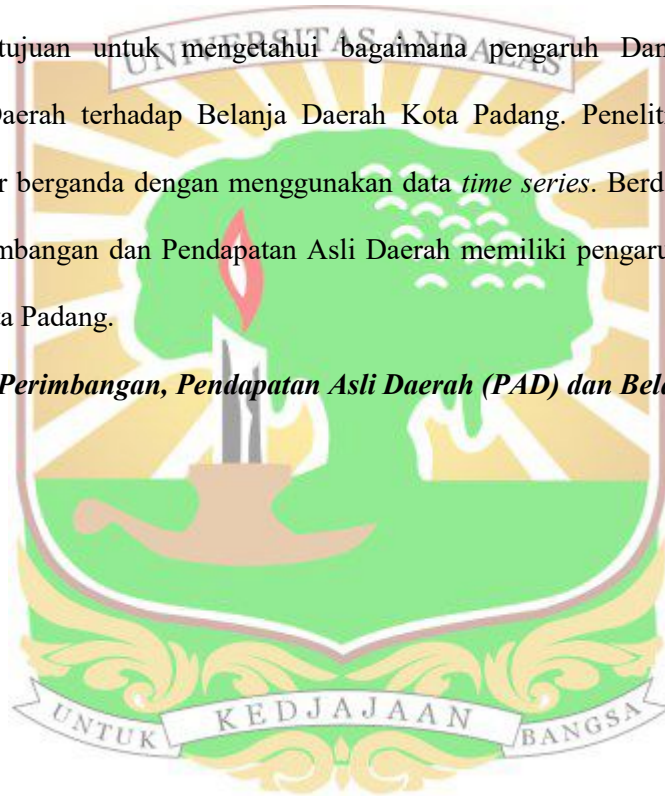 tujuan untuk mengetahui bagaimana pengaruh Dan
UNIVERSITAS ANDALAS
Daerah terhadap Belanja Daerah Kota Padang. Penelit
r berganda dengan menggunakan data time series. Berd
mbangan dan Pendapatan Asli Daerah memiliki pengaru
ta Padang.
Perimbangan, Pendapatan Asli Daerah (PAD) dan Bela
UNTUK KEDJAJAAN BANGSA